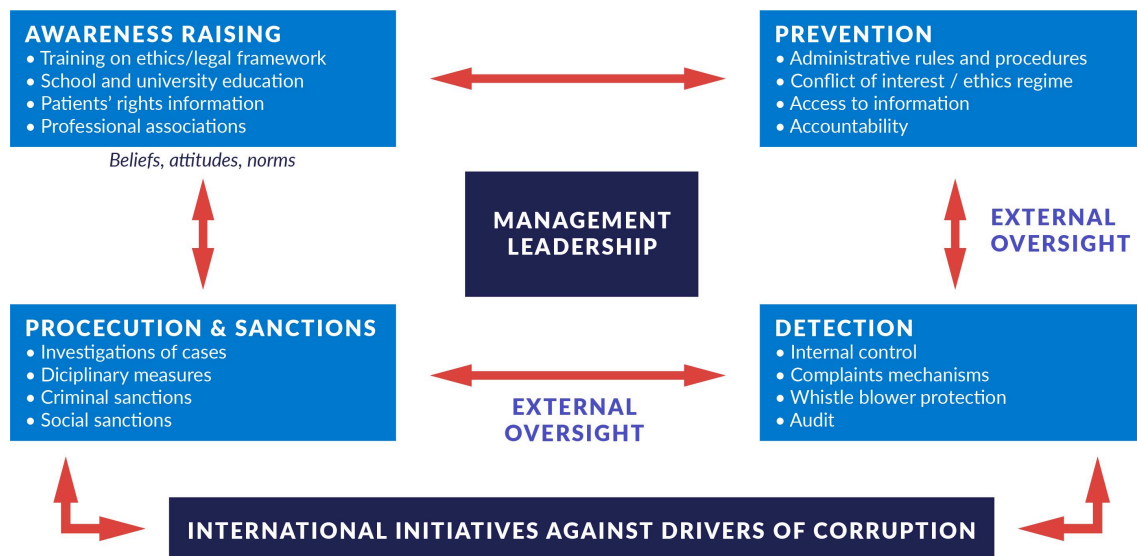 AWARENESS RAISING
• Training on ethics/legal framework
• School and university education
• Patients' rights information
• Professional associations
Beliefs, attitudes, norms
PREVENTION
• Administrative rules and procedures
• Conflict of interest / ethics regime
• Access to information
• Accountability
MANAGEMENT
LEADERSHIP
EXTERNAL
OVERSIGHT
PROCECUTION & SANCTIONS
• Investigations of cases
• Diciplinary measures
• Criminal sanctions
• Social sanctions
EXTERNAL
OVERSIGHT
DETECTION
• Internal control
• Complaints mechanisms
• Whistle blower protection
• Audit
INTERNATIONAL INITIATIVES AGAINST DRIVERS OF CORRUPTION